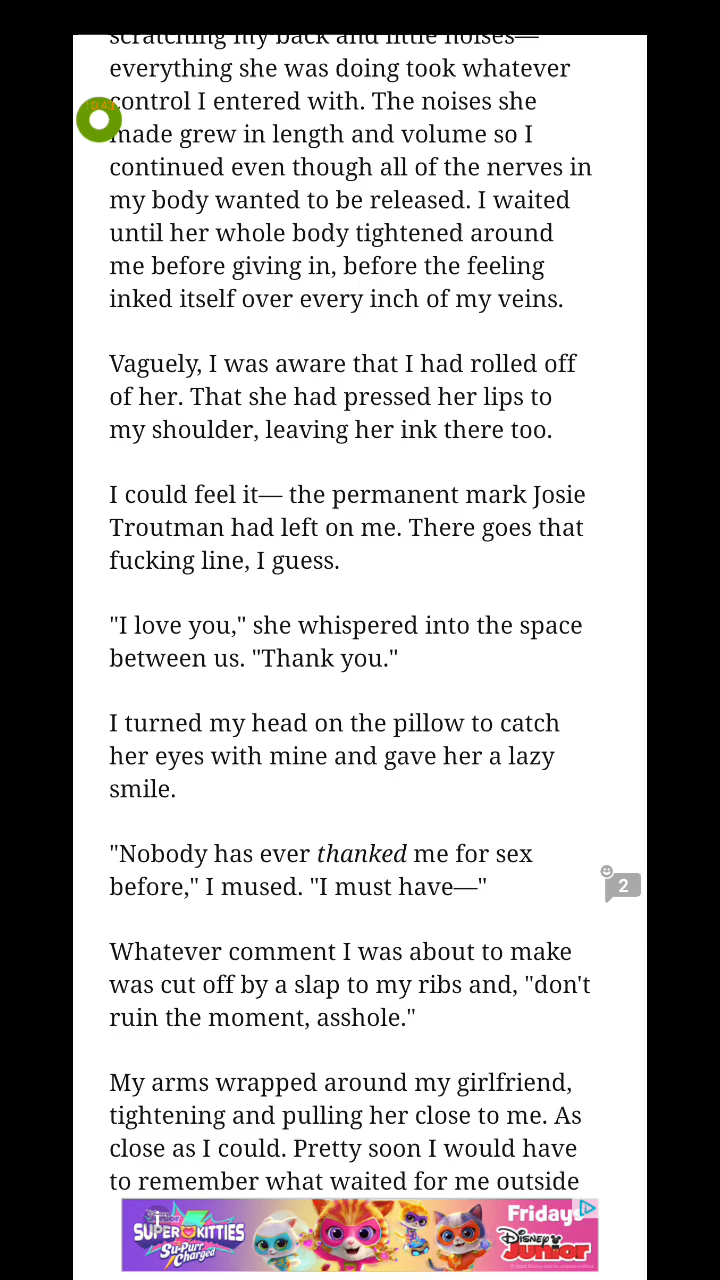 scratching my back and little noises—
everything she was doing took whatever
control I entered with. The noises she
made grew in length and volume so I
continued even though all of the nerves in
my body wanted to be released. I waited
until her whole body tightened around
me before giving in, before the feeling
inked itself over every inch of my veins.
Vaguely, I was aware that I had rolled off
of her. That she had pressed her lips to
my shoulder, leaving her ink there too.
I could feel it— the permanent mark Josie
Troutman had left on me. There goes that
fucking line, I guess.
"I love you," she whispered into the space
between us. "Thank you."
I turned my head on the pillow to catch
her eyes with mine and gave her a lazy
smile.
"Nobody has ever thanked me for sex
before," I mused. "I must have—"
2
Whatever comment I was about to make
was cut off by a slap to my ribs and, "don't
ruin the moment, asshole."
My arms wrapped around my girlfriend,
tightening and pulling her close to me. As
close as I could. Pretty soon I would have
to remember what waited for me outside
SUPER KITTIES
Su-Purr
Charged
Fridays
Disney
Junior